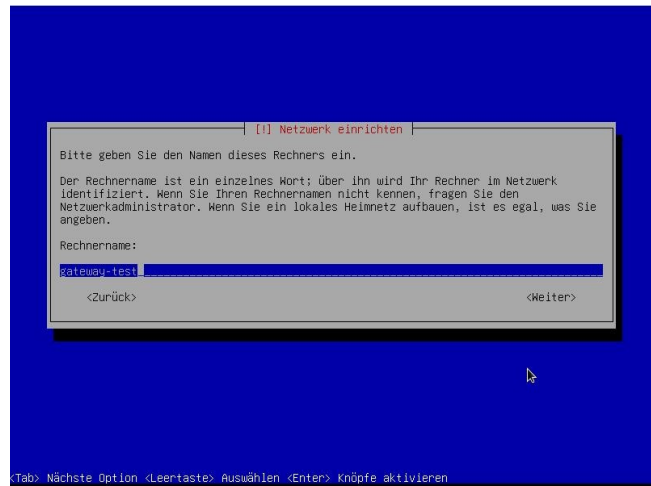 [!] Netzwerk einrichten
Bitte geben Sie den Namen dieses Rechners ein.
Der Rechnername ist ein einzelnes Wort; über ihn wird Ihr Rechner im Netzwerk
identifiziert. Wenn Sie Ihren Rechnernamen nicht kennen, fragen Sie den
Netzwerkadministrator. Wenn Sie ein lokales Heimnetz aufbauen, ist es egal, was Sie
angeben.
Rechnername:
gateway-test
<Zurück> <Weiter>
<Tab> Nächste Option <Leertaste> Auswählen <Enter> Knöpfe aktivieren